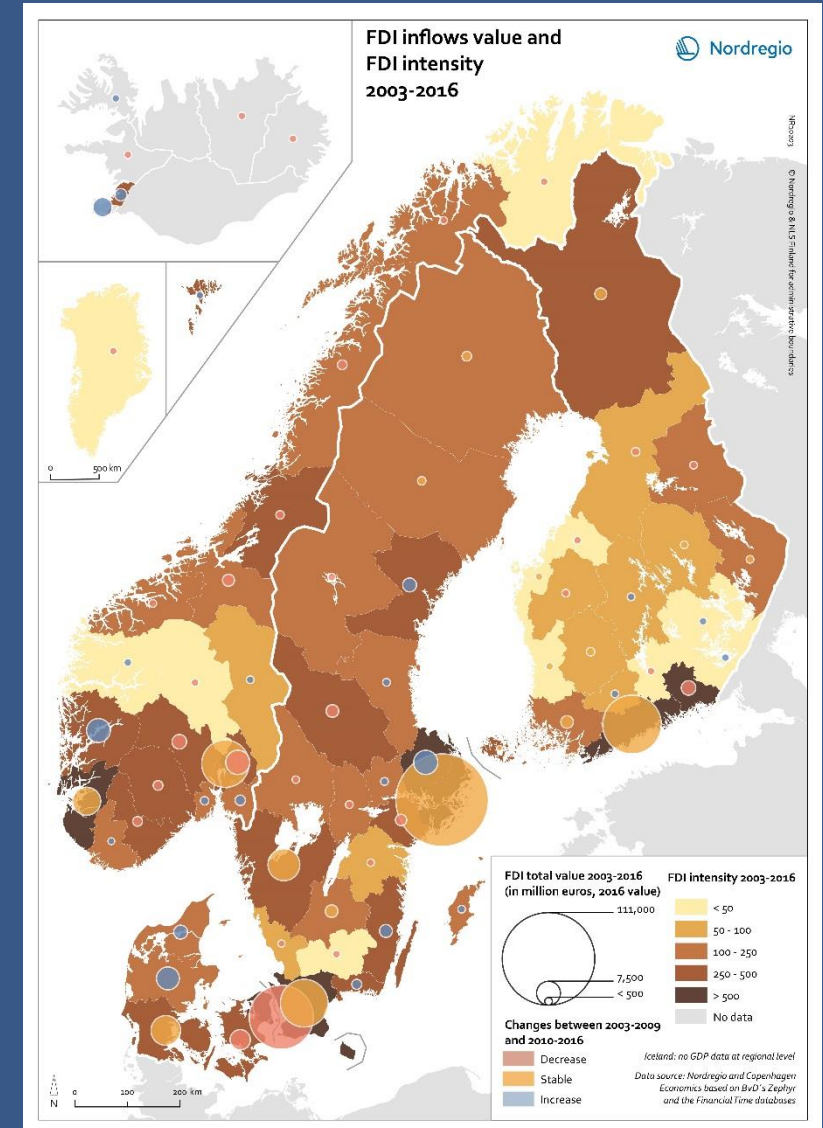 FDI inflows value and
FDI intensity
2003-2016
Nordregio
NR10203
© Nordregio & NLS Finland for administrative boundaries
0 500 km
FDI total value 2003-2016
(in million euros, 2016 value)
111,000
7,500
< 500
Changes between 2003-2009
and 2010-2016
Decrease
Stable
Increase
FDI intensity 2003-2016
< 50
50 - 100
100 - 250
250 - 500
> 500
No data
Iceland: no GDP data at regional level
Data source: Nordregio and Copenhagen
Economics based on BvD´s Zephyr
and the Financial Time databases
N
0 100 200 km